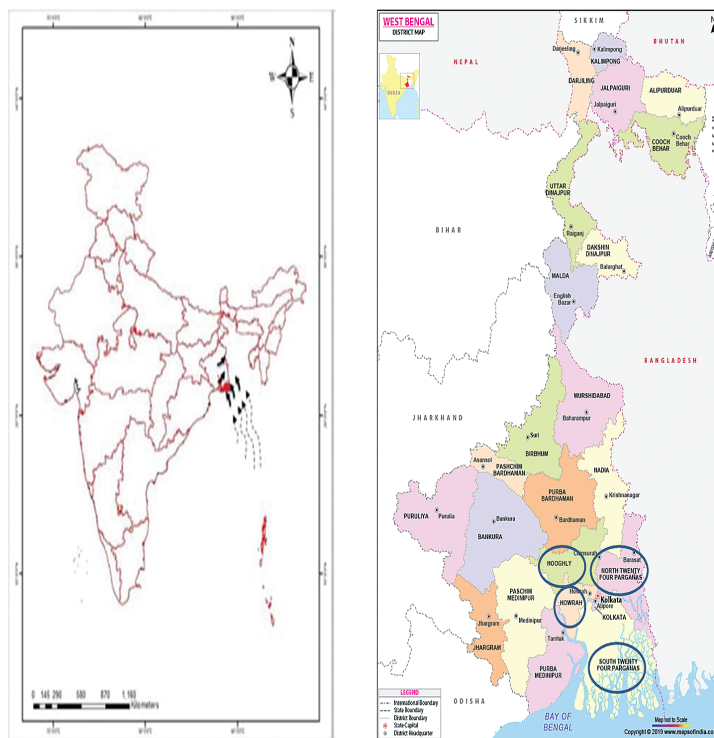 N
W
E
S
0 145 290 580 870 1,160
Kilometers
WEST BENGAL
DISTRICT MAP
INDIA
SIKKIM
BHUTAN
NEPAL
Darjeeling
Kalimpong
KALIMPONG
DARJILING
JALPAIGURI
Jalpaiguri
ALIPURDUAR
Alipurduar
COOCH
BEHAR
Cooch
Behar
UTTAR
DINAJPUR
Raiganj
BIHAR
DAKSHIN
DINAJPUR
Balurghat
MALDA
English
Bazar
BANGLADESH
MURSHIDABAD
Baharampur
JHARKHAND
Suri
BIRBHUM
Asansol
PASHCHIM
BARDHAMAN
NADIA
Krishnanagar
PURBA
BARDHAMAN
Bardhaman
PURULIYA
Purulia
Bankura
BANKURA
HOOGHLY
Chinsurah
Barasat
NORTH TWENTY
FOUR PARGANAS
PASCHIM
MEDINIPUR
Medinipur
HOWRAH
Howrah
Kolkata
Alipore
KOLKATA
Jhargram
JHARGRAM
Tamluk
PURBA
MEDINIPUR
SOUTH TWENTY
FOUR PARGANAS
ODISHA
BAY OF
BENGAL
LEGEND
International Boundary
State Boundary
District Boundary
State Capital
District Headquarter
Map not to Scale
Copyright © 2019 www.mapsofindia.co